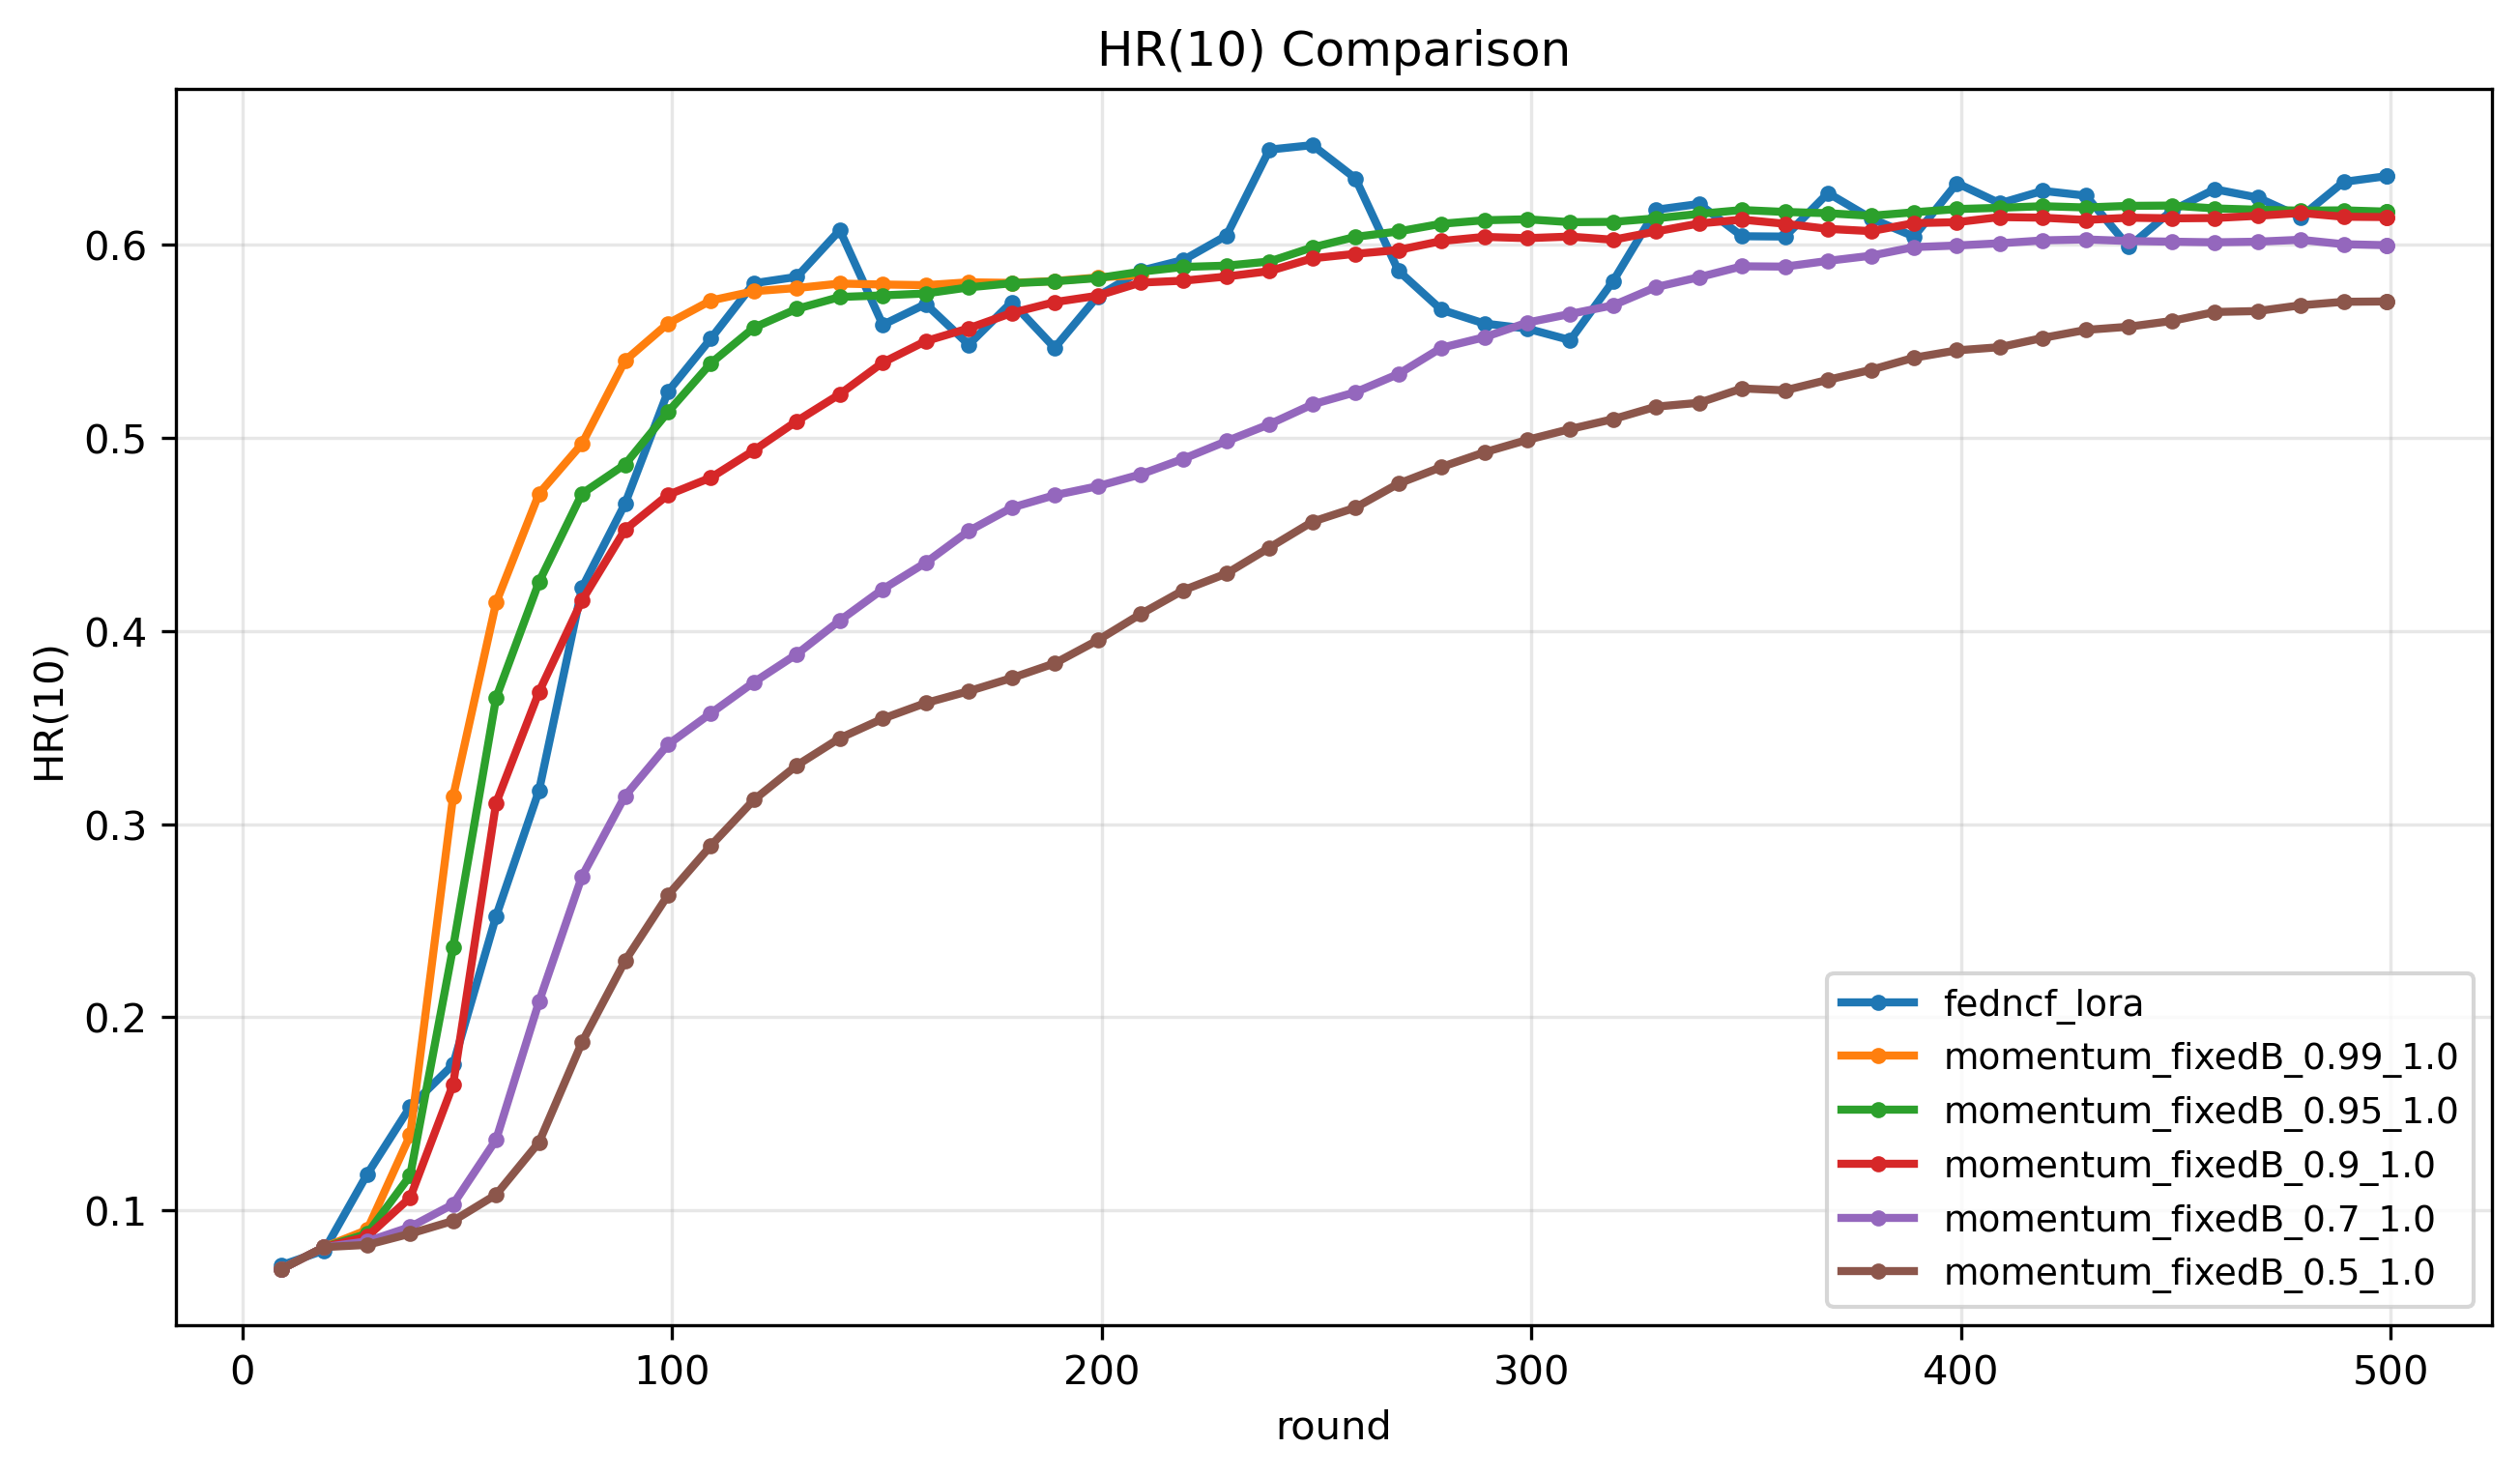 HR(10) Comparison
HR(10)
0.6
0.5
0.4
0.3
0.2
0.1
0
100
200
300
400
500
round
fedncf_lora
momentum_fixedB_0.99_1.0
momentum_fixedB_0.95_1.0
momentum_fixedB_0.9_1.0
momentum_fixedB_0.7_1.0
momentum_fixedB_0.5_1.0